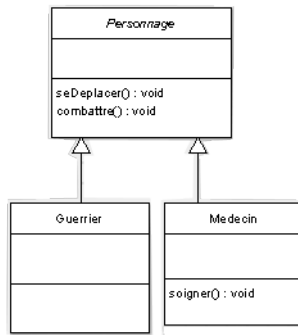 Personnage
seDeplacer() : void
combattre() : void
Guerrier
Medecin
soigner() : void